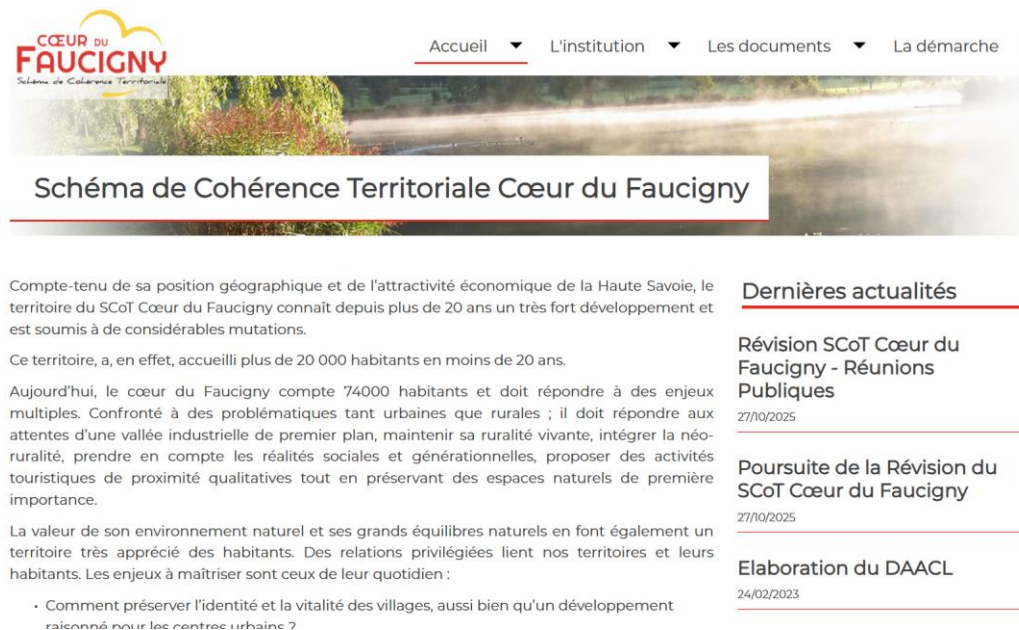 CŒUR DU
FAUCIGNY
Schéma de Cohérence Territoriale
Accueil ▼ L'institution ▼ Les documents ▼ La démarche
Schéma de Cohérence Territoriale Cœur du Faucigny
Compte-tenu de sa position géographique et de l'attractivité économique de la Haute Savoie, le
territoire du SCoT Cœur du Faucigny connaît depuis plus de 20 ans un très fort développement et
est soumis à de considérables mutations.
Ce territoire, a, en effet, accueilli plus de 20 000 habitants en moins de 20 ans.
Aujourd'hui, le cœur du Faucigny compte 74000 habitants et doit répondre à des enjeux
multiples. Confronté à des problématiques tant urbaines que rurales ; il doit répondre aux
attentes d'une vallée industrielle de premier plan, maintenir sa ruralité vivante, intégrer la néo-
ruralité, prendre en compte les réalités sociales et générationnelles, proposer des activités
touristiques de proximité qualitatives tout en préservant des espaces naturels de première
importance.
La valeur de son environnement naturel et ses grands équilibres naturels en font également un
territoire très apprécié des habitants. Des relations privilégiées lient nos territoires et leurs
habitants. Les enjeux à maîtriser sont ceux de leur quotidien :
• Comment préserver l'identité et la vitalité des villages, aussi bien qu'un développement
raisonné pour les centres urbains ?
Dernières actualités
Révision SCoT Cœur du
Faucigny - Réunions
Publiques
27/10/2025
Poursuite de la Révision du
SCoT Cœur du Faucigny
27/10/2025
Elaboration du DAACL
24/02/2023